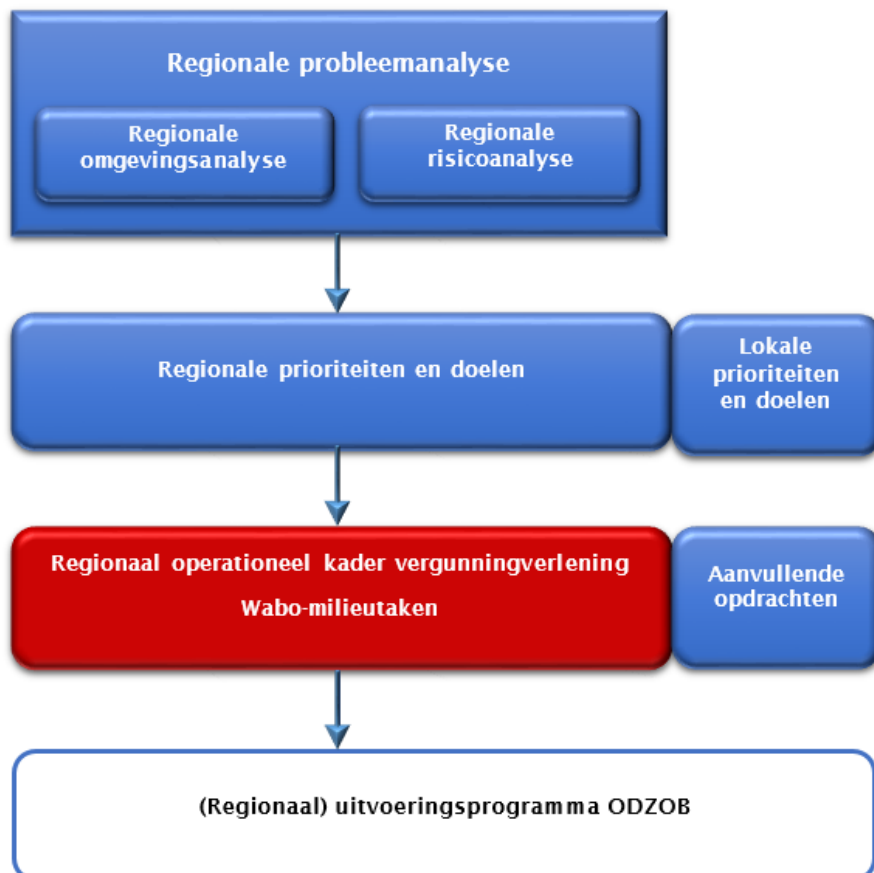 Regionale probleemanalyse
Regionale
omgevingsanalyse
Regionale
risicoanalyse
Regionale prioriteiten en doelen
Lokale
prioriteiten
en doelen
Regionaal operationeel kader vergunningverlening
Wabo-milieutaken
Aanvullende
opdrachten
(Regionaal) uitvoeringsprogramma ODZOB